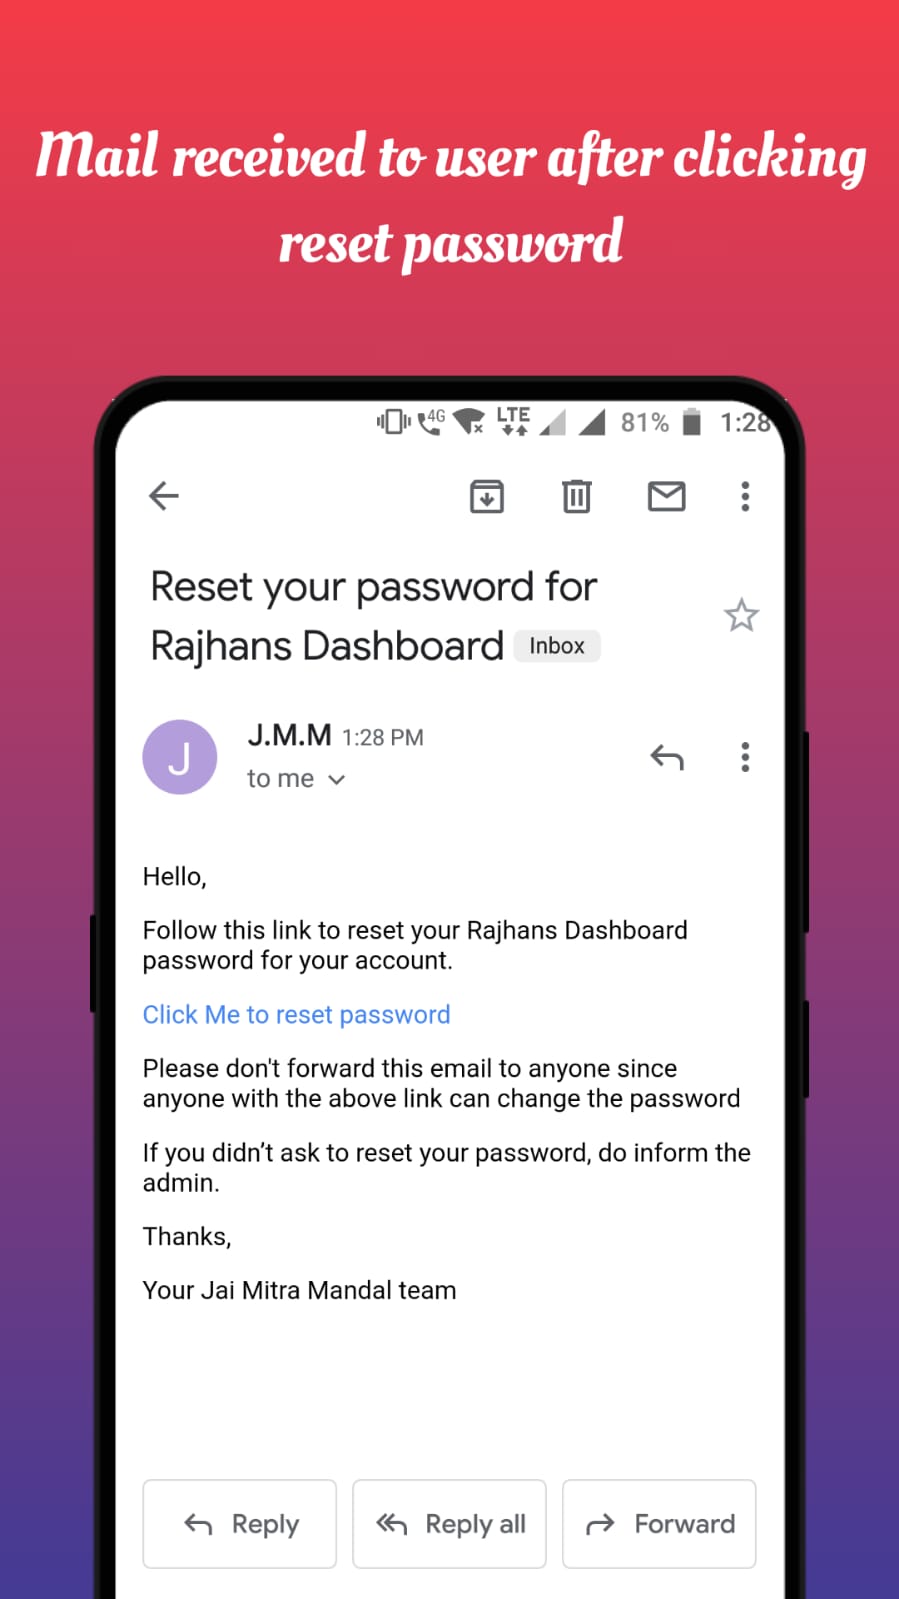 Mail received to user after clicking
reset password
4G LTE 81% 1:28
Reset your password for
Rajhans Dashboard Inbox
J
J.M.M 1:28 PM
to me
Hello,
Follow this link to reset your Rajhans Dashboard
password for your account.
Click Me to reset password
Please don't forward this email to anyone since
anyone with the above link can change the password
If you didn’t ask to reset your password, do inform the
admin.
Thanks,
Your Jai Mitra Mandal team
Reply Reply all Forward